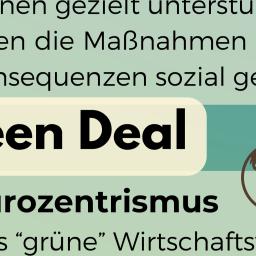 nen gezielt unterstü
en die Maßnahmen
nsequenzen sozial ge
een Deal
urozentrismus
s “grüne” Wirtschafts